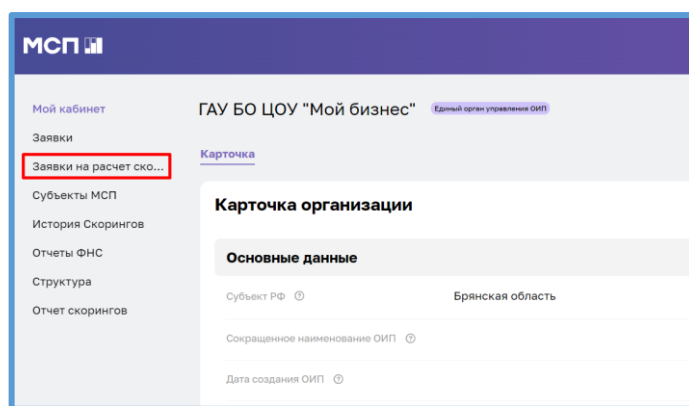 МСП
Мой кабинет
Заявки
Заявки на расчет ско...
Субъекты МСП
История Скорингов
Отчеты ФНС
Структура
Отчет скорингов
ГАУ БО ЦОУ "Мой бизнес" Единый орган управления ОИП
Карточка
Карточка организации
Основные данные
Субъект РФ ? Брянская область
Сокращенное наименование ОИП ?
Дата создания ОИП ?